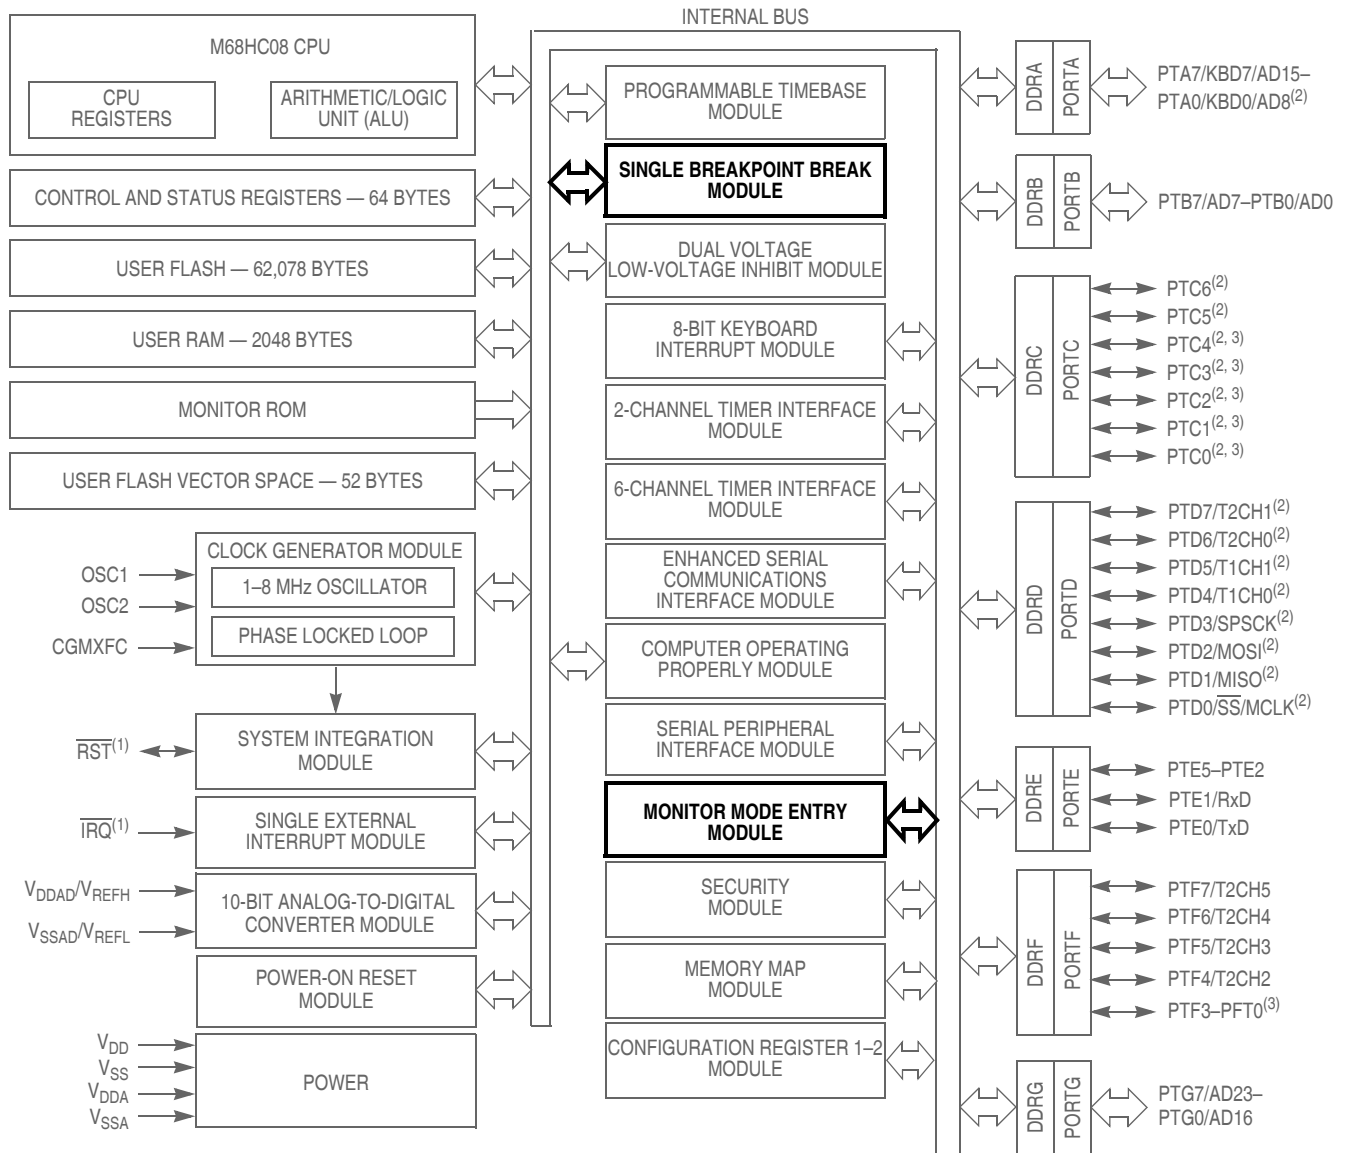 INTERNAL BUS
M68HC08 CPU
CPU
REGISTERS
ARITHMETIC/LOGIC
UNIT (ALU)
CONTROL AND STATUS REGISTERS — 64 BYTES
USER FLASH — 62,078 BYTES
USER RAM — 2048 BYTES
MONITOR ROM
USER FLASH VECTOR SPACE — 52 BYTES
CLOCK GENERATOR MODULE
1–8 MHz OSCILLATOR
PHASE LOCKED LOOP
OSC1
OSC2
CGMXFC
SYSTEM INTEGRATION
MODULE
RST(1)
SINGLE EXTERNAL
INTERRUPT MODULE
IRQ(1)
10-BIT ANALOG-TO-DIGITAL
CONVERTER MODULE
VDDAD/VREFH
VSSAD/VREFL
POWER-ON RESET
MODULE
POWER
VDD
VSS
VDDA
VSSA
PROGRAMMABLE TIMEBASE
MODULE
SINGLE BREAKPOINT BREAK
MODULE
DUAL VOLTAGE
LOW-VOLTAGE INHIBIT MODULE
8-BIT KEYBOARD
INTERRUPT MODULE
2-CHANNEL TIMER INTERFACE
MODULE
6-CHANNEL TIMER INTERFACE
MODULE
ENHANCED SERIAL
COMMUNICATIONS
INTERFACE MODULE
COMPUTER OPERATING
PROPERLY MODULE
SERIAL PERIPHERAL
INTERFACE MODULE
MONITOR MODE ENTRY
MODULE
SECURITY
MODULE
MEMORY MAP
MODULE
CONFIGURATION REGISTER 1–2
MODULE
DDRA
PORTA
PTA7/KBD7/AD15–
PTA0/KBD0/AD8(2)
DDRB
PORTB
PTB7/AD7–PTB0/AD0
DDRC
PORTC
PTC6(2)
PTC5(2)
PTC4(2, 3)
PTC3(2, 3)
PTC2(2, 3)
PTC1(2, 3)
PTC0(2, 3)
DDRD
PORTD
PTD7/T2CH1(2)
PTD6/T2CH0(2)
PTD5/T1CH1(2)
PTD4/T1CH0(2)
PTD3/SPSCK(2)
PTD2/MOSI(2)
PTD1/MISO(2)
PTD0/SS/MCLK(2)
DDRE
PORTE
PTE5–PTE2
PTE1/RxD
PTE0/TxD
DDRF
PORTF
PTF7/T2CH5
PTF6/T2CH4
PTF5/T2CH3
PTF4/T2CH2
PTF3–PFT0(3)
DDRG
PORTG
PTG7/AD23–
PTG0/AD16